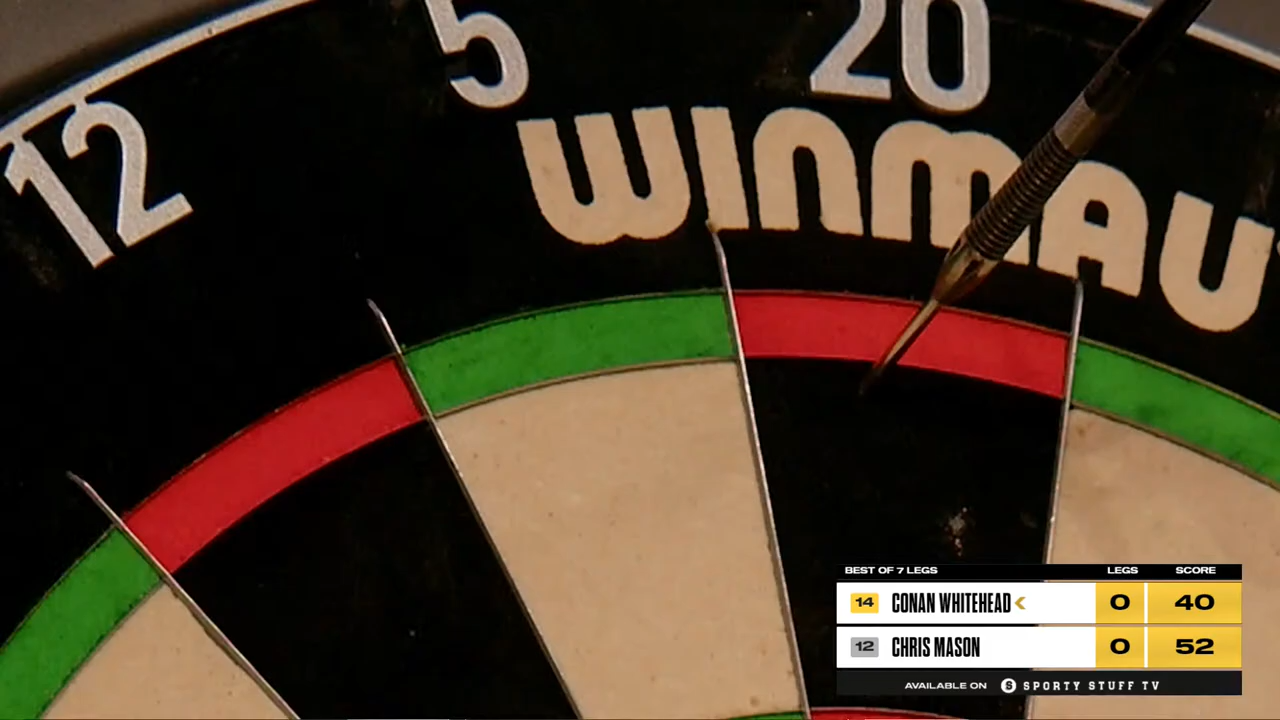 5
20
12
WINMAU
BEST OF 7 LEGS LEGS SCORE
14 CONAN WHITEHEAD 0 40
12 CHRIS MASON 0 52
AVAILABLE ON S SPORTY STUFF TV